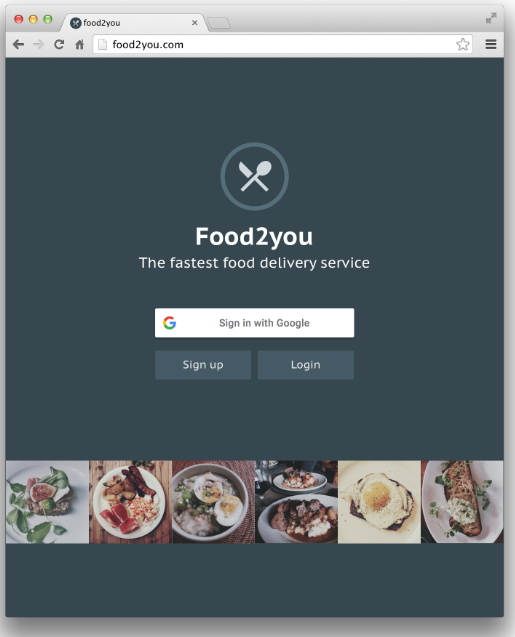 food2you
food2you.com
Food2you
The fastest food delivery service
Sign in with Google
Sign up
Login